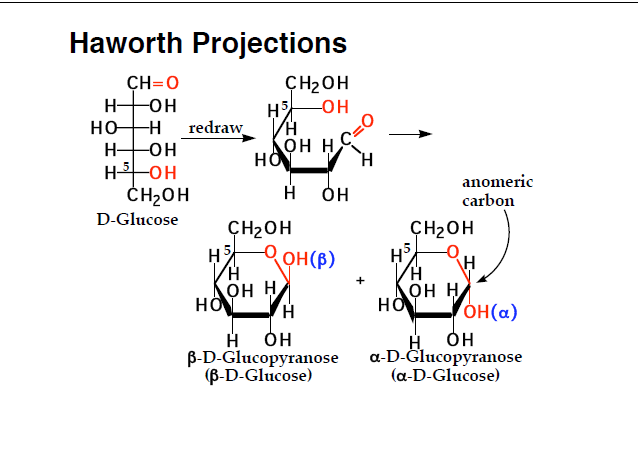 Haworth Projections
CH=O
H OH
HO H
H OH
H 5 OH
CH2OH
D-Glucose
redraw
CH2OH
H 5 OH
H O
OH H C
HO H
H OH
anomeric
carbon
CH2OH
H 5 O OH(β)
H
OH H
HO H
H OH
β-D-Glucopyranose
(β-D-Glucose)
+
CH2OH
H 5 O H
H
OH H
HO OH(α)
H OH
α-D-Glucopyranose
(α-D-Glucose)